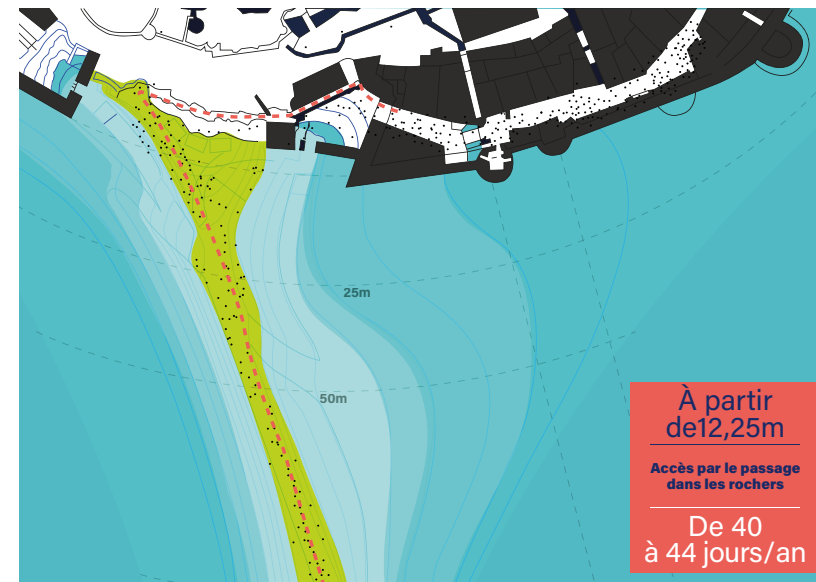 25m
50m
À partir
de12,25m
Accès par le passage
dans les rochers
De 40
à 44 jours/an